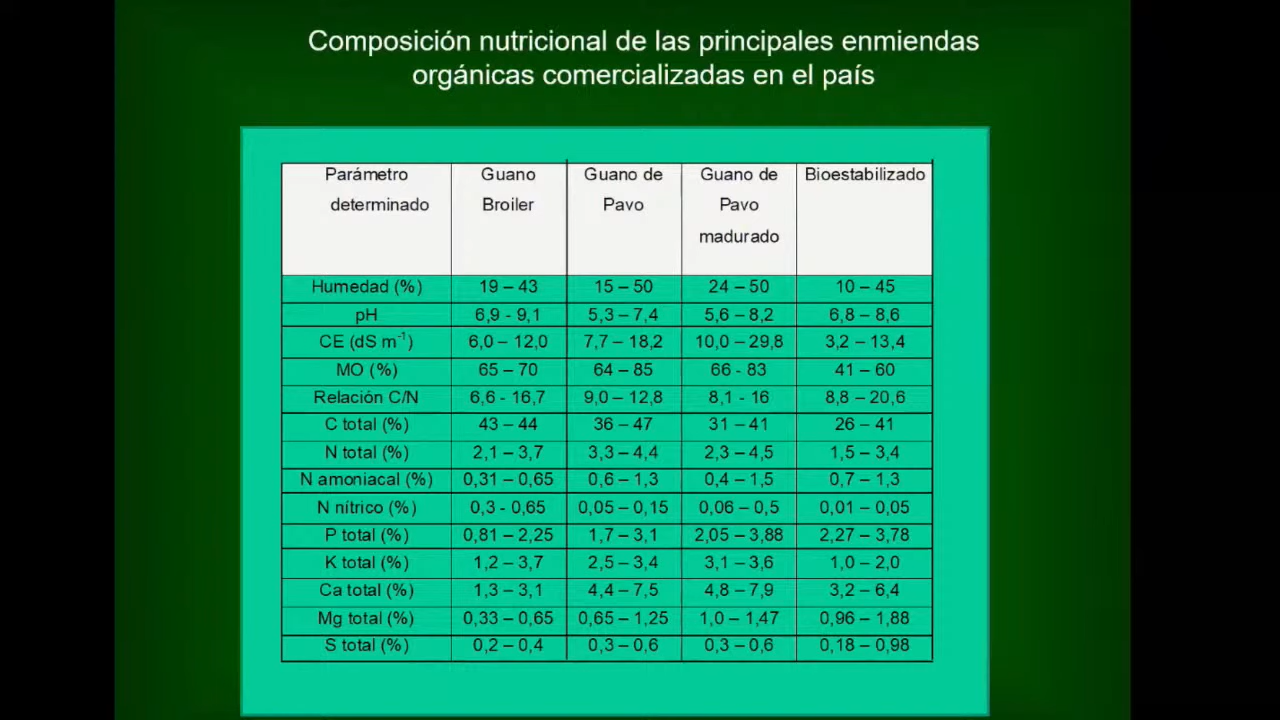 Composición nutricional de las principales enmiendas
orgánicas comercializadas en el país
Parámetro determinado Guano Broiler Guano de Pavo Guano de Pavo madurado Bioestabilizado
Humedad (%) 19 – 43 15 – 50 24 – 50 10 – 45
pH 6,9 - 9,1 5,3 – 7,4 5,6 – 8,2 6,8 – 8,6
CE (dS m⁻¹) 6,0 – 12,0 7,7 – 18,2 10,0 – 29,8 3,2 – 13,4
MO (%) 65 – 70 64 – 85 66 - 83 41 – 60
Relación C/N 6,6 - 16,7 9,0 – 12,8 8,1 - 16 8,8 – 20,6
C total (%) 43 – 44 36 – 47 31 – 41 26 – 41
N total (%) 2,1 – 3,7 3,3 – 4,4 2,3 – 4,5 1,5 – 3,4
N amoniacal (%) 0,31 – 0,65 0,6 – 1,3 0,4 – 1,5 0,7 – 1,3
N nítrico (%) 0,3 - 0,65 0,05 – 0,15 0,06 – 0,5 0,01 – 0,05
P total (%) 0,81 – 2,25 1,7 – 3,1 2,05 – 3,88 2,27 – 3,78
K total (%) 1,2 – 3,7 2,5 – 3,4 3,1 – 3,6 1,0 – 2,0
Ca total (%) 1,3 – 3,1 4,4 – 7,5 4,8 – 7,9 3,2 – 6,4
Mg total (%) 0,33 – 0,65 0,65 – 1,25 1,0 – 1,47 0,96 – 1,88
S total (%) 0,2 – 0,4 0,3 – 0,6 0,3 – 0,6 0,18 – 0,98